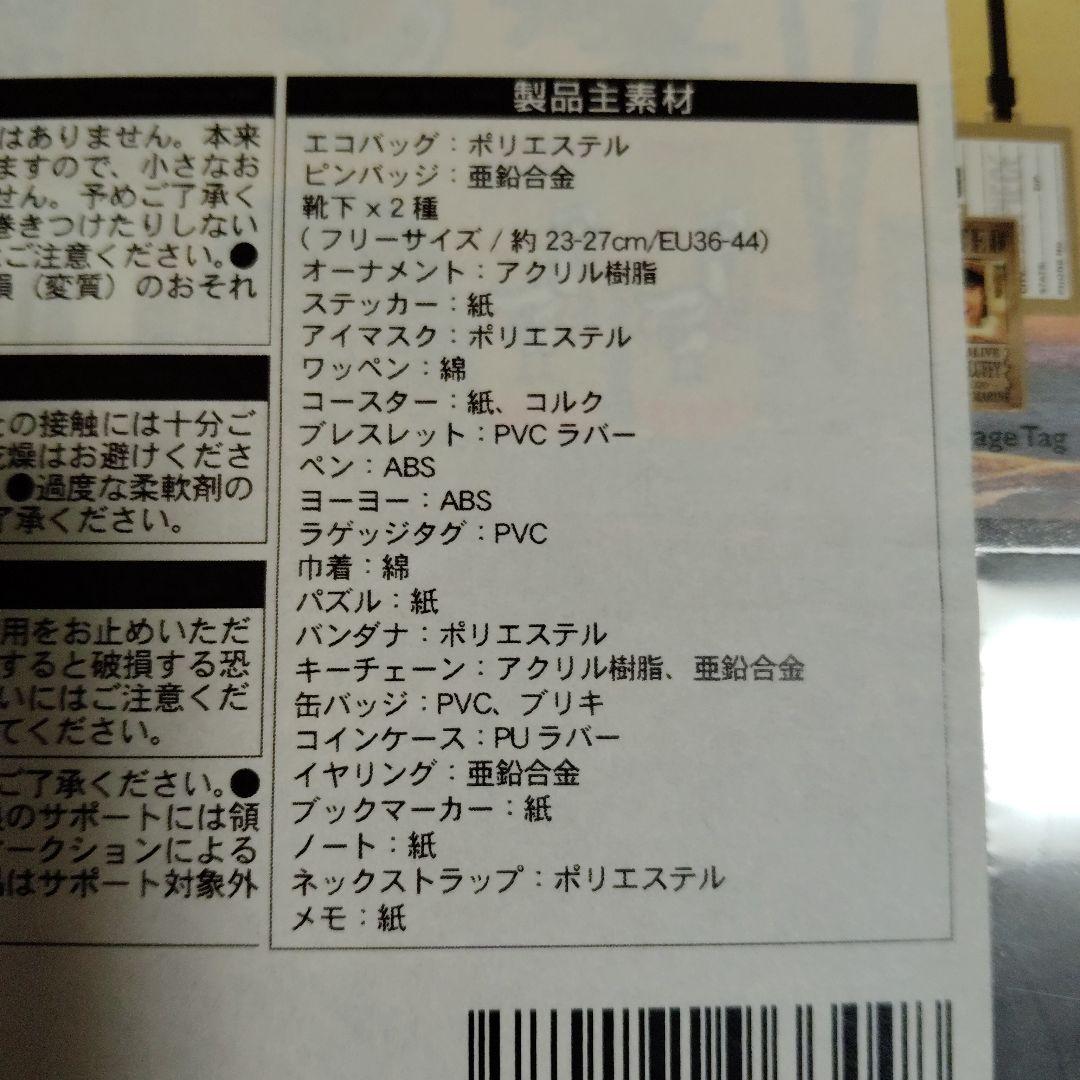 はありません。本来
ますので、小さなお
せん。予めご了承く
巻きつけたりしない
ご注意ください。●
損（変質）のおそれ
の接触には十分ご
燥はお避けくださ
●過度な柔軟剤の
了承ください。
用をお止めいただ
すると破損する恐
いにはご注意くだ
てください。
ご了承ください。●
のサポートには領
ークションによる
はサポート対象外
製品主素材
エコバッグ：ポリエステル
ピンバッジ：亜鉛合金
靴下 x 2 種
（ フリーサイズ / 約 23-27cm/EU36-44）
オーナメント：アクリル樹脂
ステッカー：紙
アイマスク：ポリエステル
ワッペン：綿
コースター：紙、コルク
ブレスレット：PVC ラバー
ペン：ABS
ヨーヨー：ABS
ラゲッジタグ：PVC
巾着：綿
パズル：紙
バンダナ：ポリエステル
キーチェーン：アクリル樹脂、亜鉛合金
缶バッジ：PVC、ブリキ
コインケース：PU ラバー
イヤリング：亜鉛合金
ブックマーカー：紙
ノート：紙
ネックストラップ：ポリエステル
メモ：紙
ALIVE
age Tag